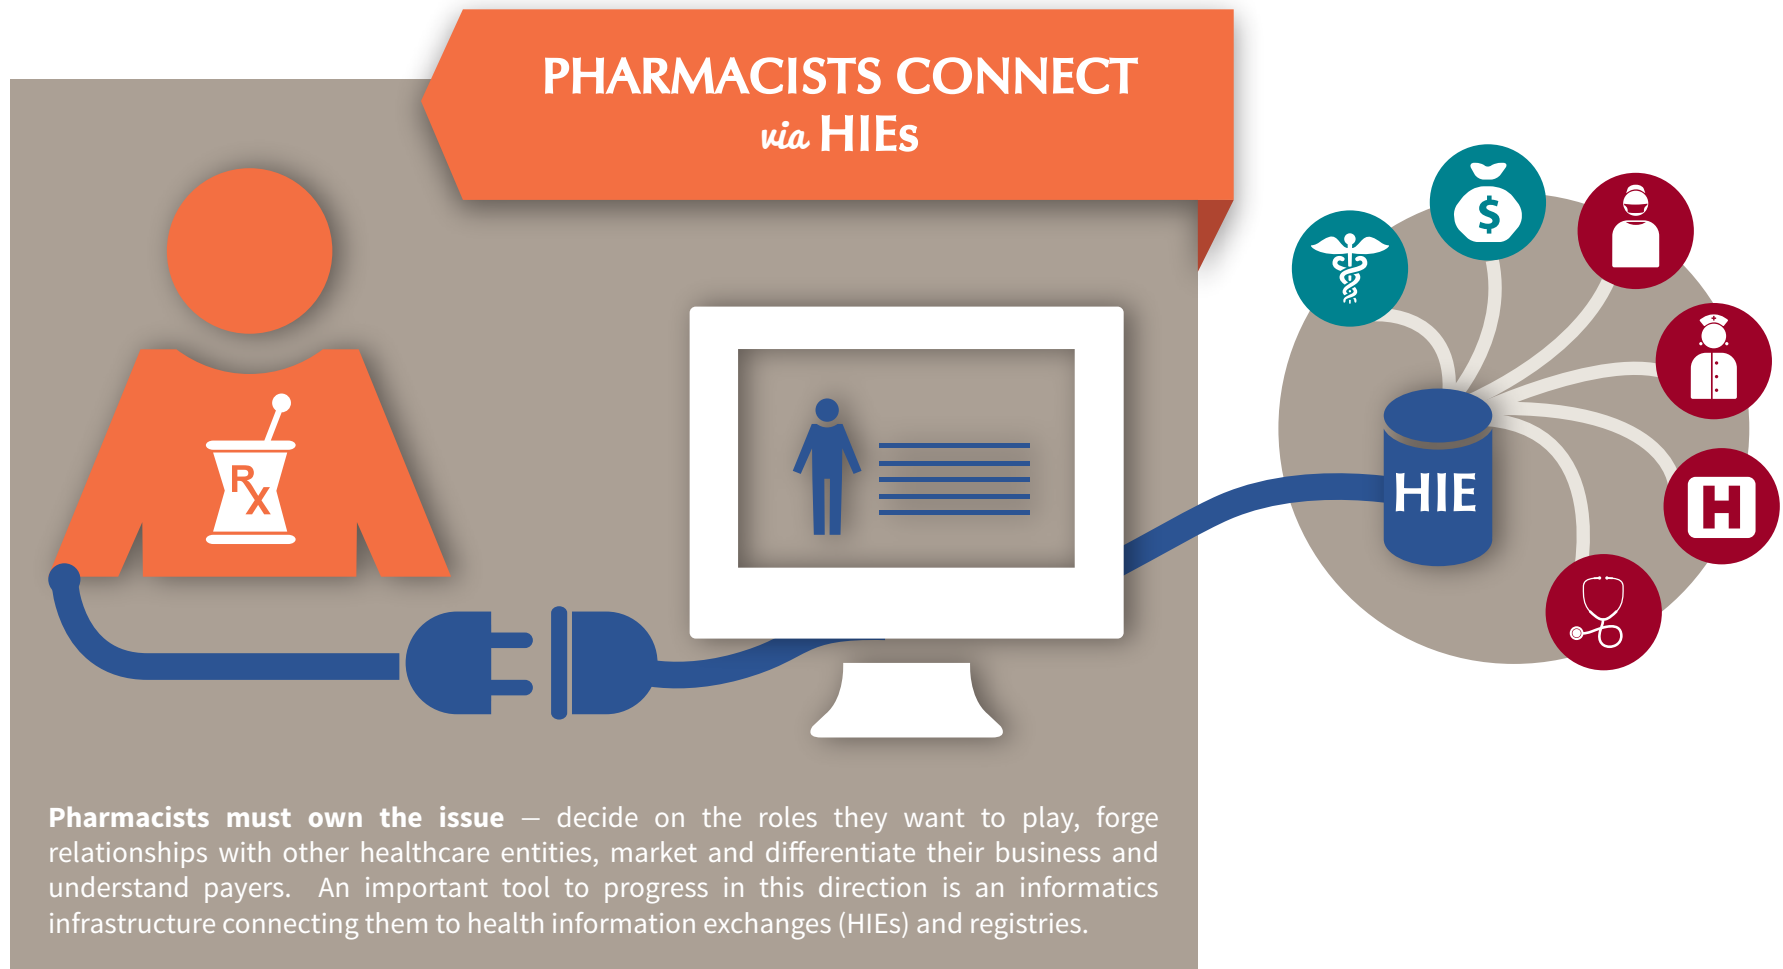 PHARMACISTS CONNECT
via HIEs
$
Rx
HIE
H
Pharmacists must own the issue — decide on the roles they want to play, forge
relationships with other healthcare entities, market and differentiate their business and
understand payers. An important tool to progress in this direction is an informatics
infrastructure connecting them to health information exchanges (HIEs) and registries.